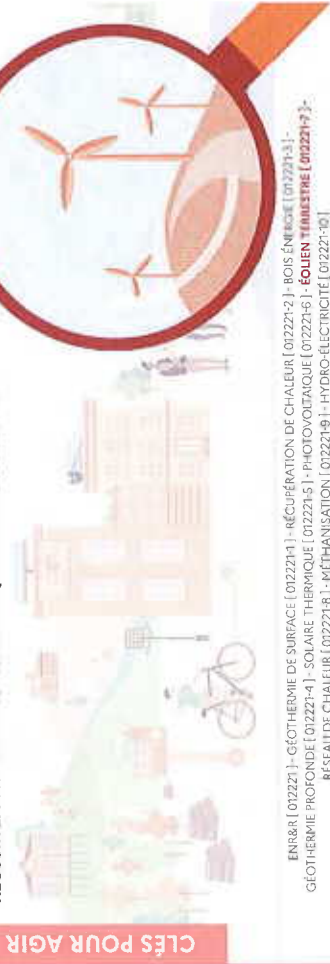 CLÉS POUR AGIR
ENR&R [ 012221 ] - GÉOTHERMIE DE SURFACE [ 012221-1 ] - RÉCUPÉRATION DE CHALEUR [ 012221-2 ] - BOIS ÉNERGIE [ 012221-3 ] -
GÉOTHERMIE PROFONDE [ 012221-4 ] - SOLAIRE THERMIQUE [ 012221-5 ] - PHOTOVOLTAIQUE [ 012221-6 ] - ÉOLIEN TERRESTRE [ 012221-7 ] -
RÉSEAU DE CHALEUR [ 012221-8 ] - MÉTHANISATION [ 012221-9 ] - HYDRO-ÉLECTRICITÉ [ 012221-10 ]